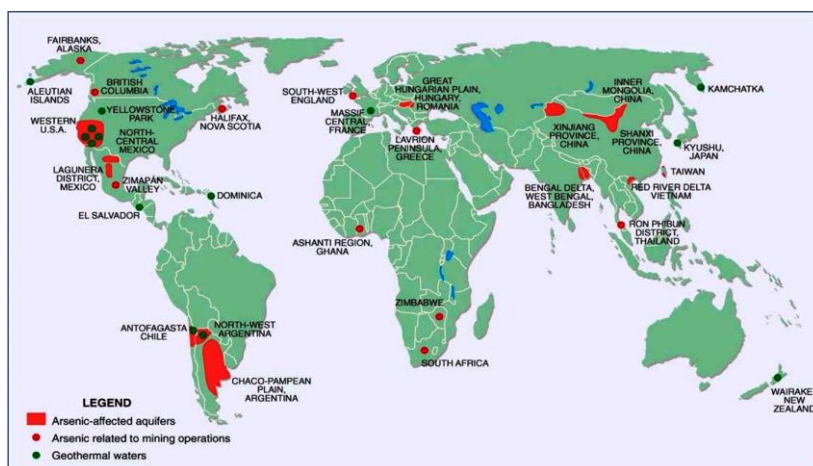 FAIRBANKS,
ALASKA
ALEUTIAN
ISLANDS
BRITISH
COLUMBIA
YELLOWSTONE
PARK
HALIFAX,
NOVA SCOTIA
WESTERN
U.S.A.
NORTH-
CENTRAL
MEXICO
LAGUNERA
DISTRICT,
MEXICO
ZIMAPÁN
VALLEY
DOMINICA
EL SALVADOR
ANTOFAGASTA
CHILE
NORTH-WEST
ARGENTINA
CHACO-PAMPEAN
PLAIN,
ARGENTINA
SOUTH-WEST
ENGLAND
MASSIF
CENTRAL,
FRANCE
GREAT
HUNGARIAN PLAIN,
HUNGARY,
ROMANIA
LAVRION
PENINSULA,
GREECE
ASHANTI REGION,
GHANA
ZIMBABWE
SOUTH AFRICA
INNER
MONGOLIA,
CHINA
XINJIANG
PROVINCE,
CHINA
SHANXI
PROVINCE,
CHINA
KAMCHATKA
KYUSHU,
JAPAN
TAIWAN
BENGAL DELTA,
WEST BENGAL,
BANGLADESH
RED RIVER DELTA
VIETNAM
RON PHIBUN
DISTRICT,
THAILAND
WAIRAKEI
NEW
ZEALAND
LEGEND
Arsenic-affected aquifers
Arsenic related to mining operations
Geothermal waters